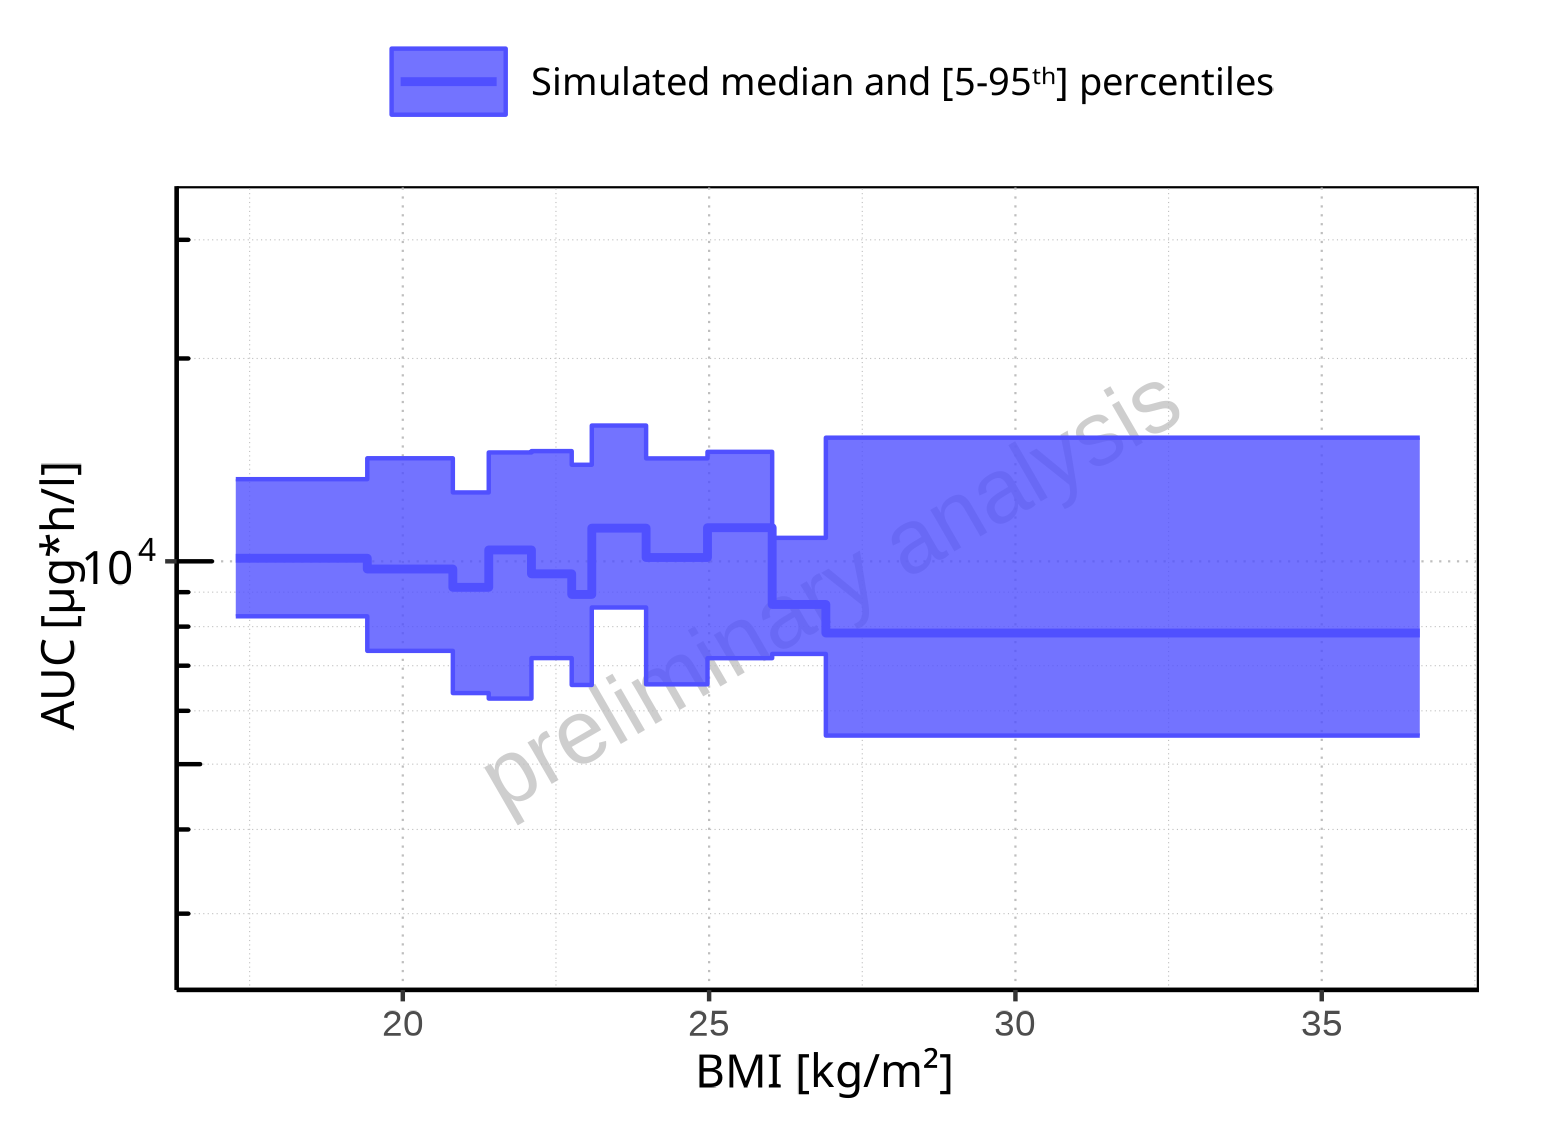 Simulated median and [5-95ᵗʰ] percentiles
AUC [µg*h/l]
10⁴
preliminary analysis
20 25 30 35
BMI [kg/m²]